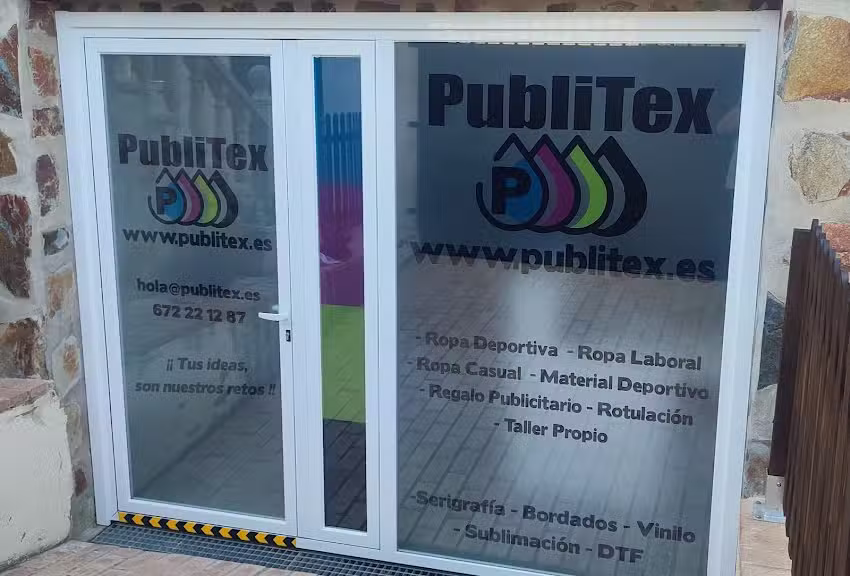 PubliTex
P
www.publitex.es
hola@publitex.es
672 22 12 87
¡¡ Tus ideas,
son nuestros retos !!
PubliTex
P
www.publitex.es
- Ropa Deportiva - Ropa Laboral
- Ropa Casual - Material Deportivo
- Regalo Publicitario - Rotulación
- Taller Propio
-Serigrafía - Bordados - Vinilo
- Sublimación - DTF